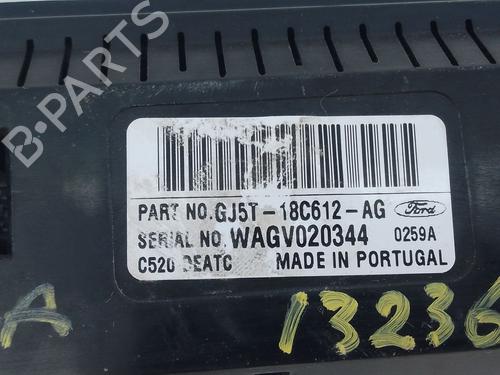 B-PARTS
PART NO.GJ5T-18C612-AG Ford
SERIAL NO.WAGV020344 0259A
C520 DEATC MADE IN PORTUGAL
A 13236